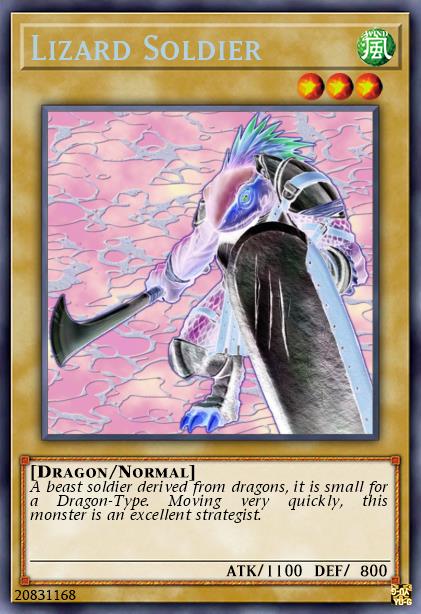 Lizard Soldier
WIND
風
[Dragon/Normal]
A beast soldier derived from dragons, it is small for
a Dragon-Type. Moving very quickly, this
monster is an excellent strategist.
ATK/1100 DEF/ 800
20831168